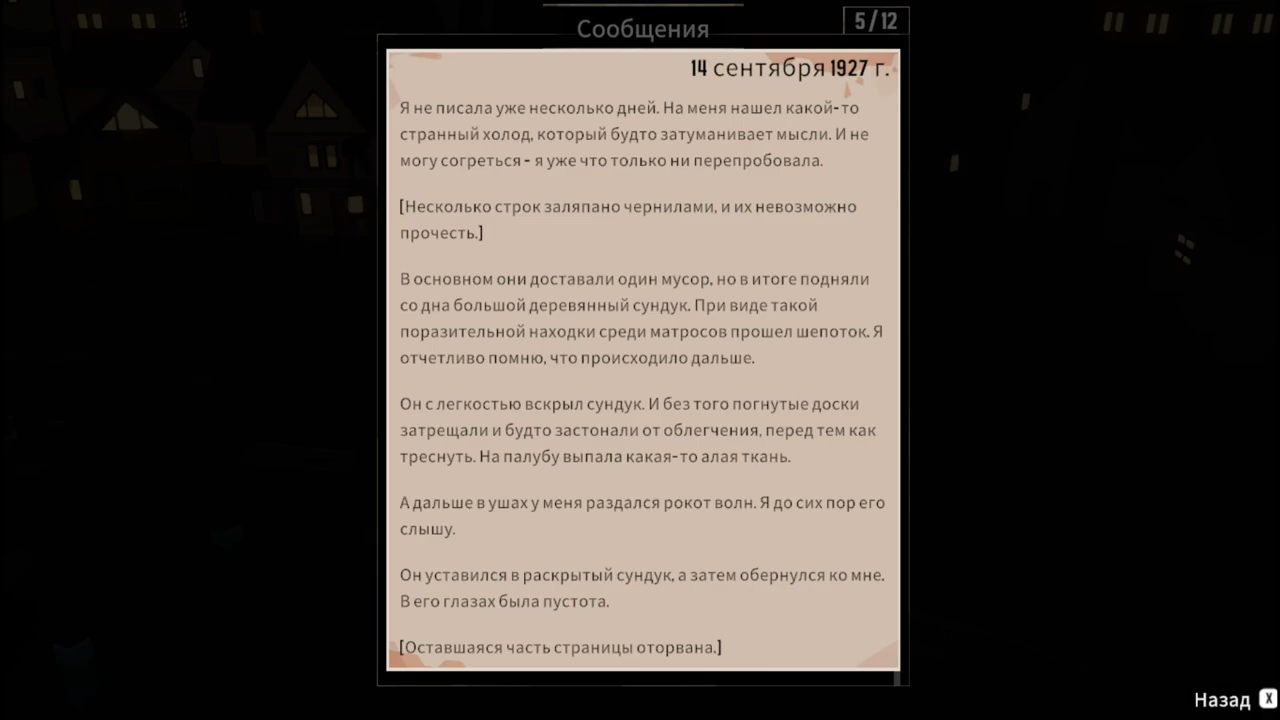 Сообщения
5/12
14 сентября 1927 г.
Я не писала уже несколько дней. На меня нашел какой-то
странный холод, который будто затуманивает мысли. И не
могу согреться - я уже что только ни перепробовала.
[Несколько строк заляпано чернилами, и их невозможно
прочесть.]
В основном они доставали один мусор, но в итоге подняли
со дна большой деревянный сундук. При виде такой
поразительной находки среди матросов прошел шепоток. Я
отчетливо помню, что происходило дальше.
Он с легкостью вскрыл сундук. И без того погнутые доски
затрещали и будто застонали от облегчения, перед тем как
треснуть. На палубу выпала какая-то алая ткань.
А дальше в ушах у меня раздался рокот волн. Я до сих пор его
слышу.
Он уставился в раскрытый сундук, а затем обернулся ко мне.
В его глазах была пустота.
[Оставшаяся часть страницы оторвана.]
Назад X